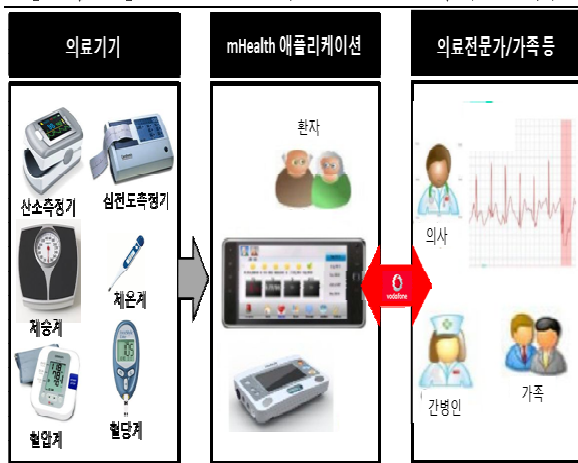 의료기기
mHealth 애플리케이션
의료전문가/가족 등
산소측정기
심전도측정기
체중계
체온계
혈압계
혈당계
환자
vodafone
의사
간병인
가족